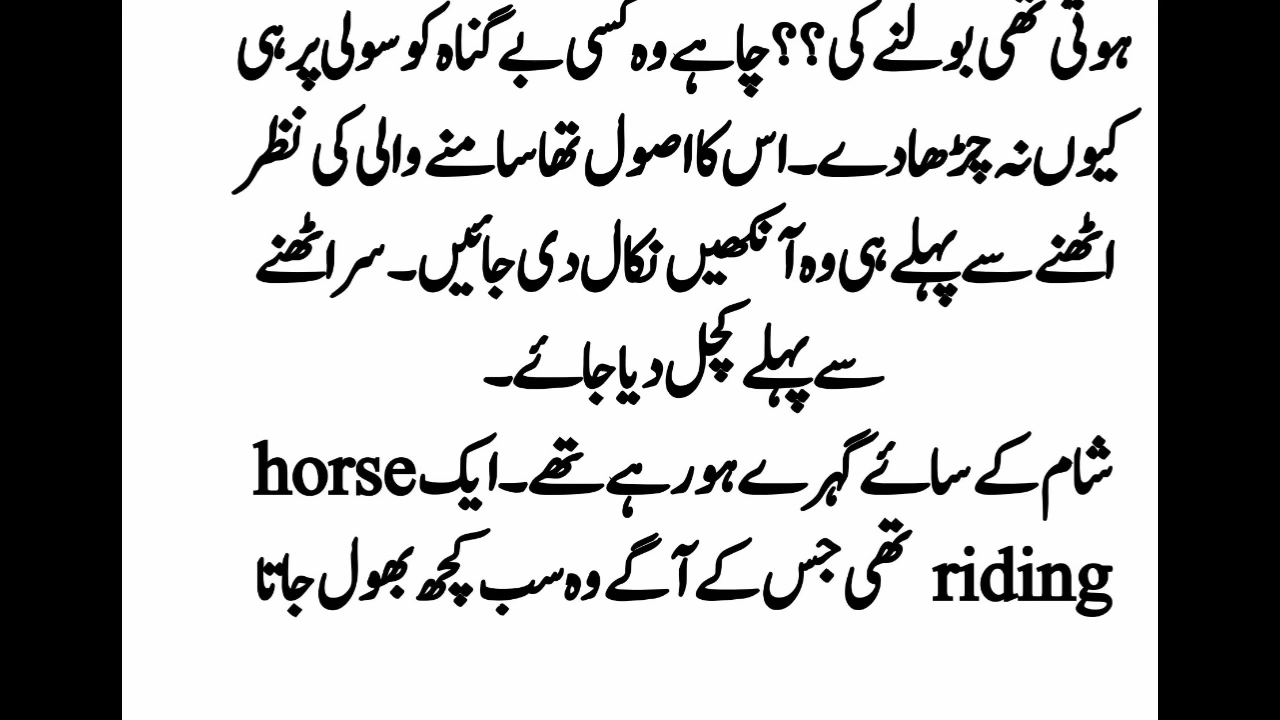 ہوتی تھی بولنے کی؟؟ چاہے وہ کسی بے گناہ کو سولی پر ہی
کیوں نہ چڑھا دے۔ اس کا اصول تھا سامنے والی کی نظر
اٹھنے سے پہلے ہی وہ آنکھیں نکال دی جائیں۔ سر اٹھنے
سے پہلے کچل دیا جائے۔
شام کے سائے گہرے ہو رہے تھے۔ ایک horse
riding تھی جس کے آگے وہ سب کچھ بھول جاتا